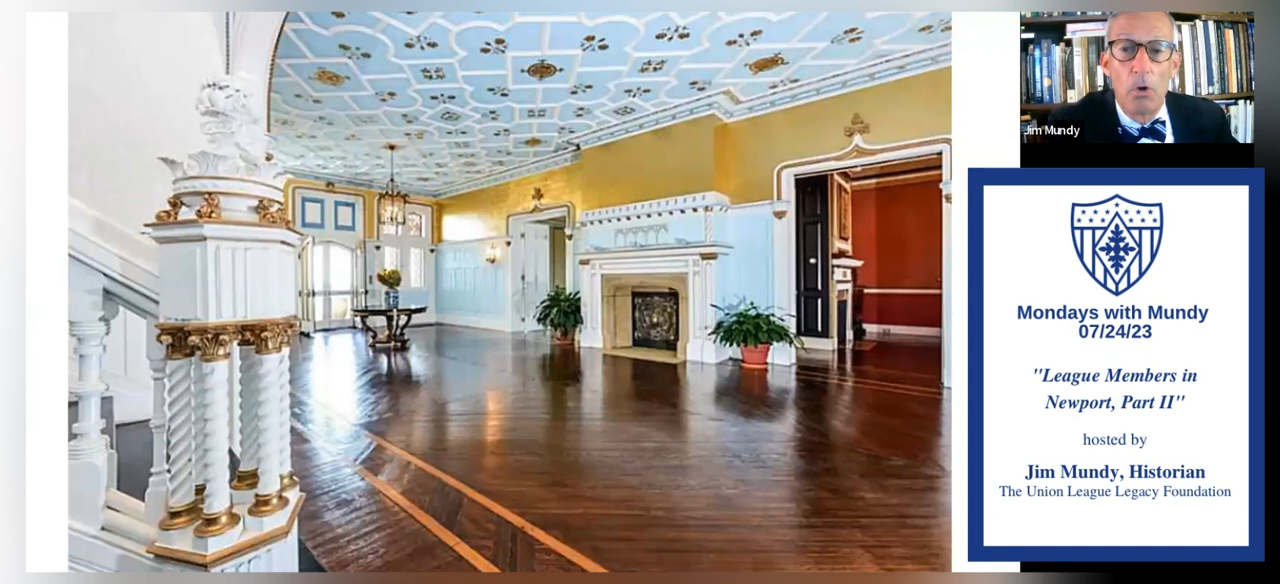 Jim Mundy
Mondays with Mundy
07/24/23
"League Members in
Newport, Part II"
hosted by
Jim Mundy, Historian
The Union League Legacy Foundation